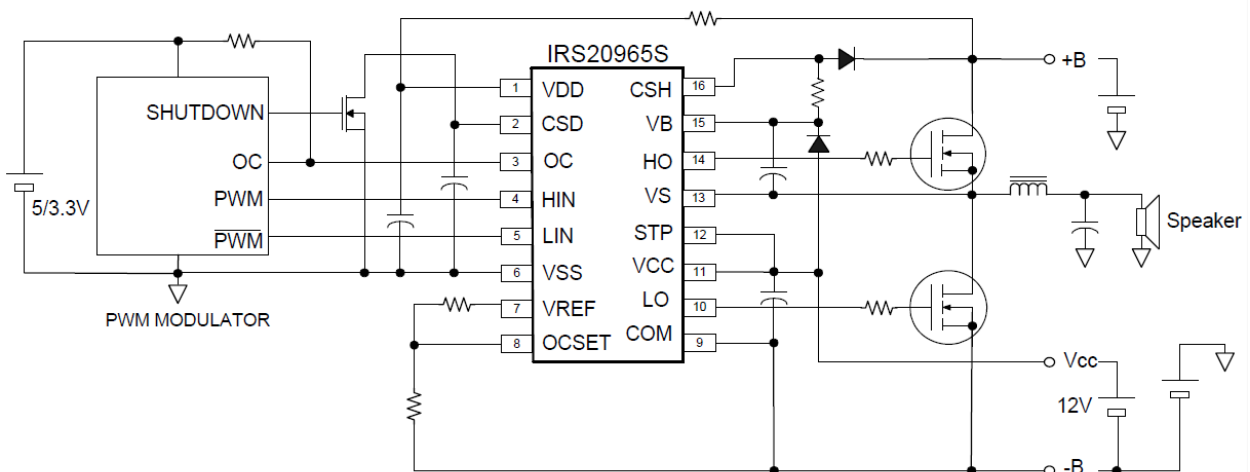 IRS20965S
SHUTDOWN
OC
PWM
PWM
5/3.3V
PWM MODULATOR
1 VDD
2 CSD
3 OC
4 HIN
5 LIN
6 VSS
7 VREF
8 OCSET
CSH 16
VB 15
HO 14
VS 13
STP 12
VCC 11
LO 10
COM 9
+B
Speaker
Vcc
12V
-B